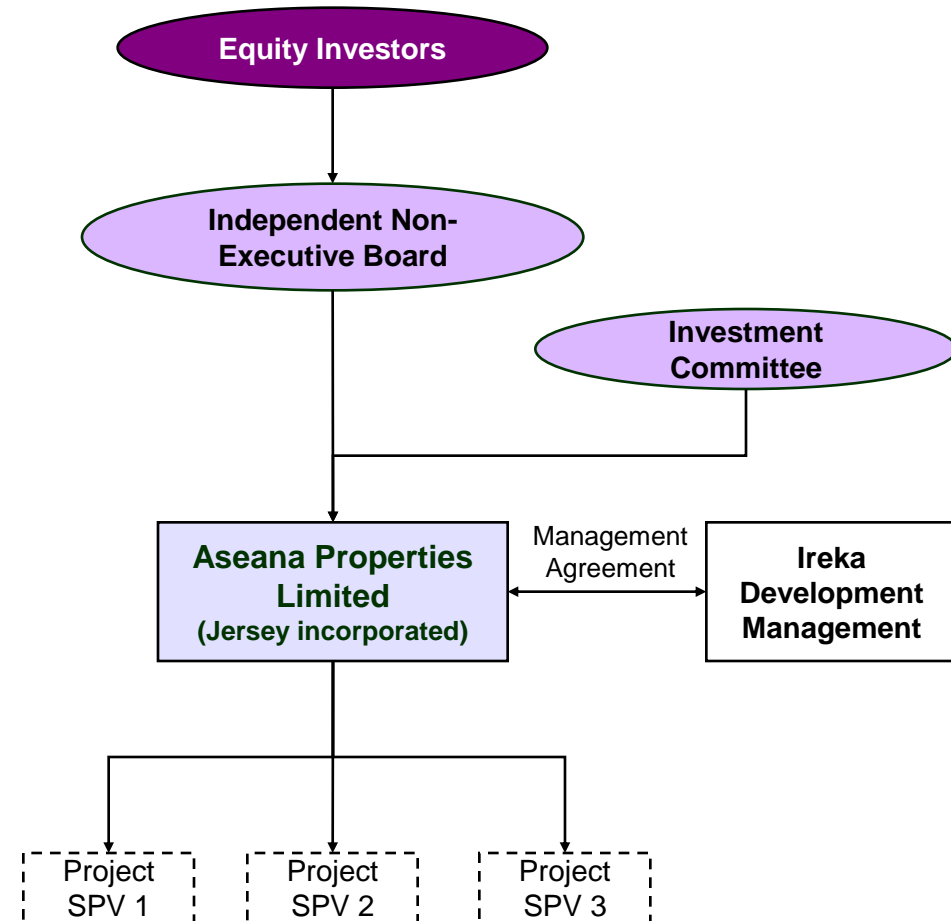 Equity Investors
Independent Non-
Executive Board
Investment
Committee
Aseana Properties
Limited
(Jersey incorporated)
Management
Agreement
Ireka
Development
Management
Project
SPV 1
Project
SPV 2
Project
SPV 3